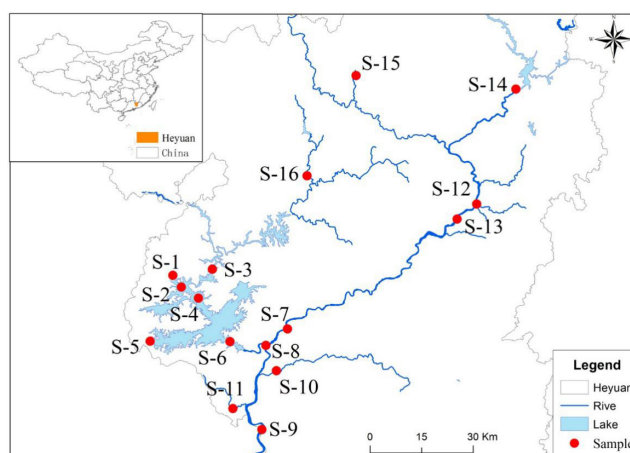 Heyuan
China
N
W
E
S
S-15
S-14
S-16
S-12
S-13
S-1
S-3
S-2
S-4
S-7
S-5
S-6
S-8
S-10
S-11
S-9
Legend
Heyuan
Rive
Lake
Sample
0 15 30 Km